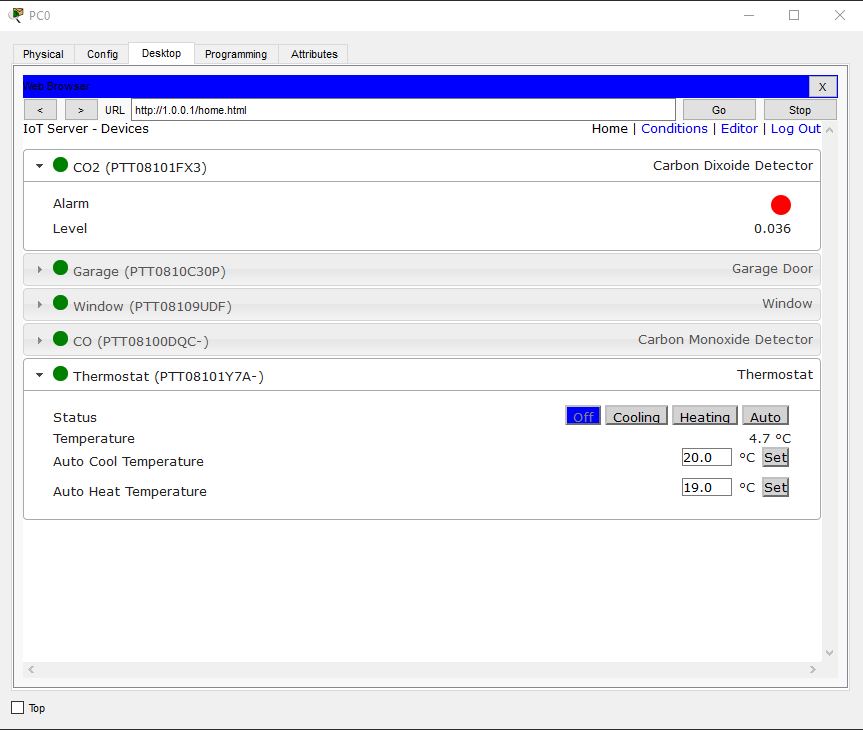 PC0
Physical Config Desktop Programming Attributes
Web Browser X
< > URL http://1.0.0.1/home.html Go Stop
IoT Server - Devices Home | Conditions | Editor | Log Out
CO2 (PTT08101FX3) Carbon Dixoide Detector
Alarm
Level 0.036
Garage (PTT0810C30P) Garage Door
Window (PTT08109UDF) Window
CO (PTT08100DQC-) Carbon Monoxide Detector
Thermostat (PTT08101Y7A-) Thermostat
Status Off Cooling Heating Auto
Temperature 4.7 °C
Auto Cool Temperature 20.0 °C Set
Auto Heat Temperature 19.0 °C Set
Top